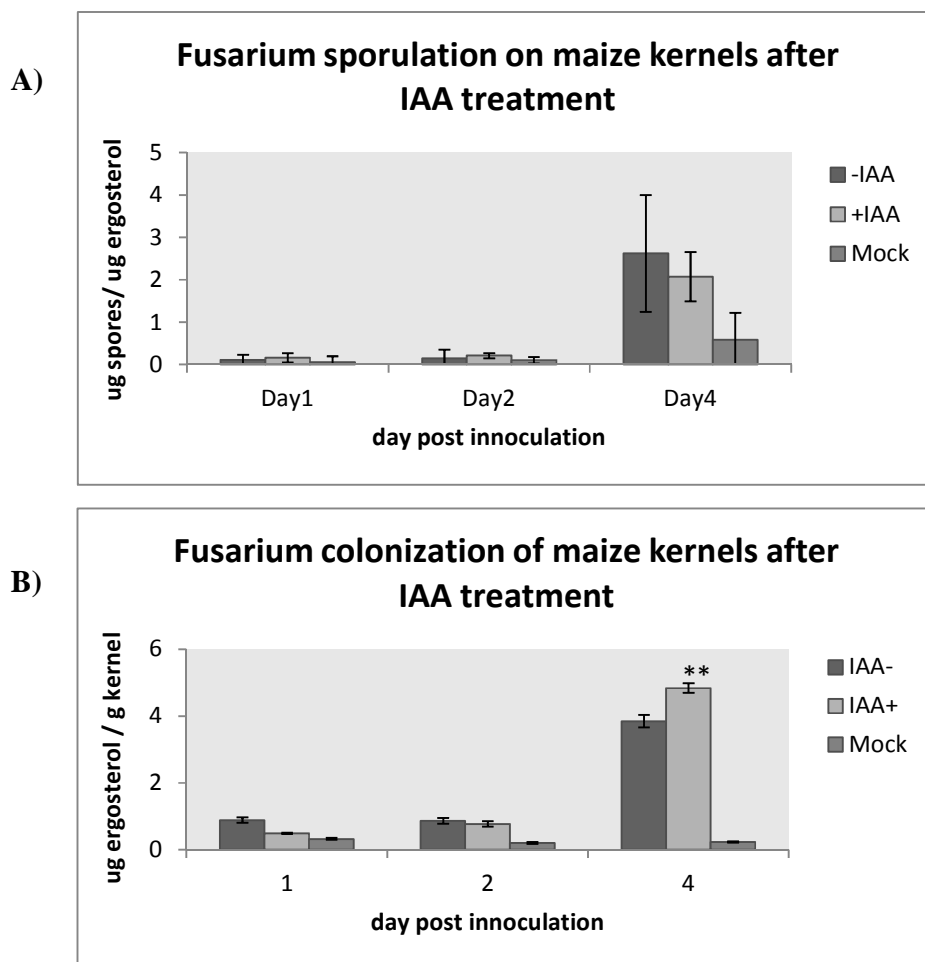 A)
Fusarium sporulation on maize kernels after
IAA treatment
ug spores/ ug ergosterol
5
4
3
2
1
0
-IAA
+IAA
Mock
Day1 Day2 Day4
day post innoculation
B)
Fusarium colonization of maize kernels after
IAA treatment
ug ergosterol / g kernel
6
4
2
0
**
IAA-
IAA+
Mock
1 2 4
day post innoculation